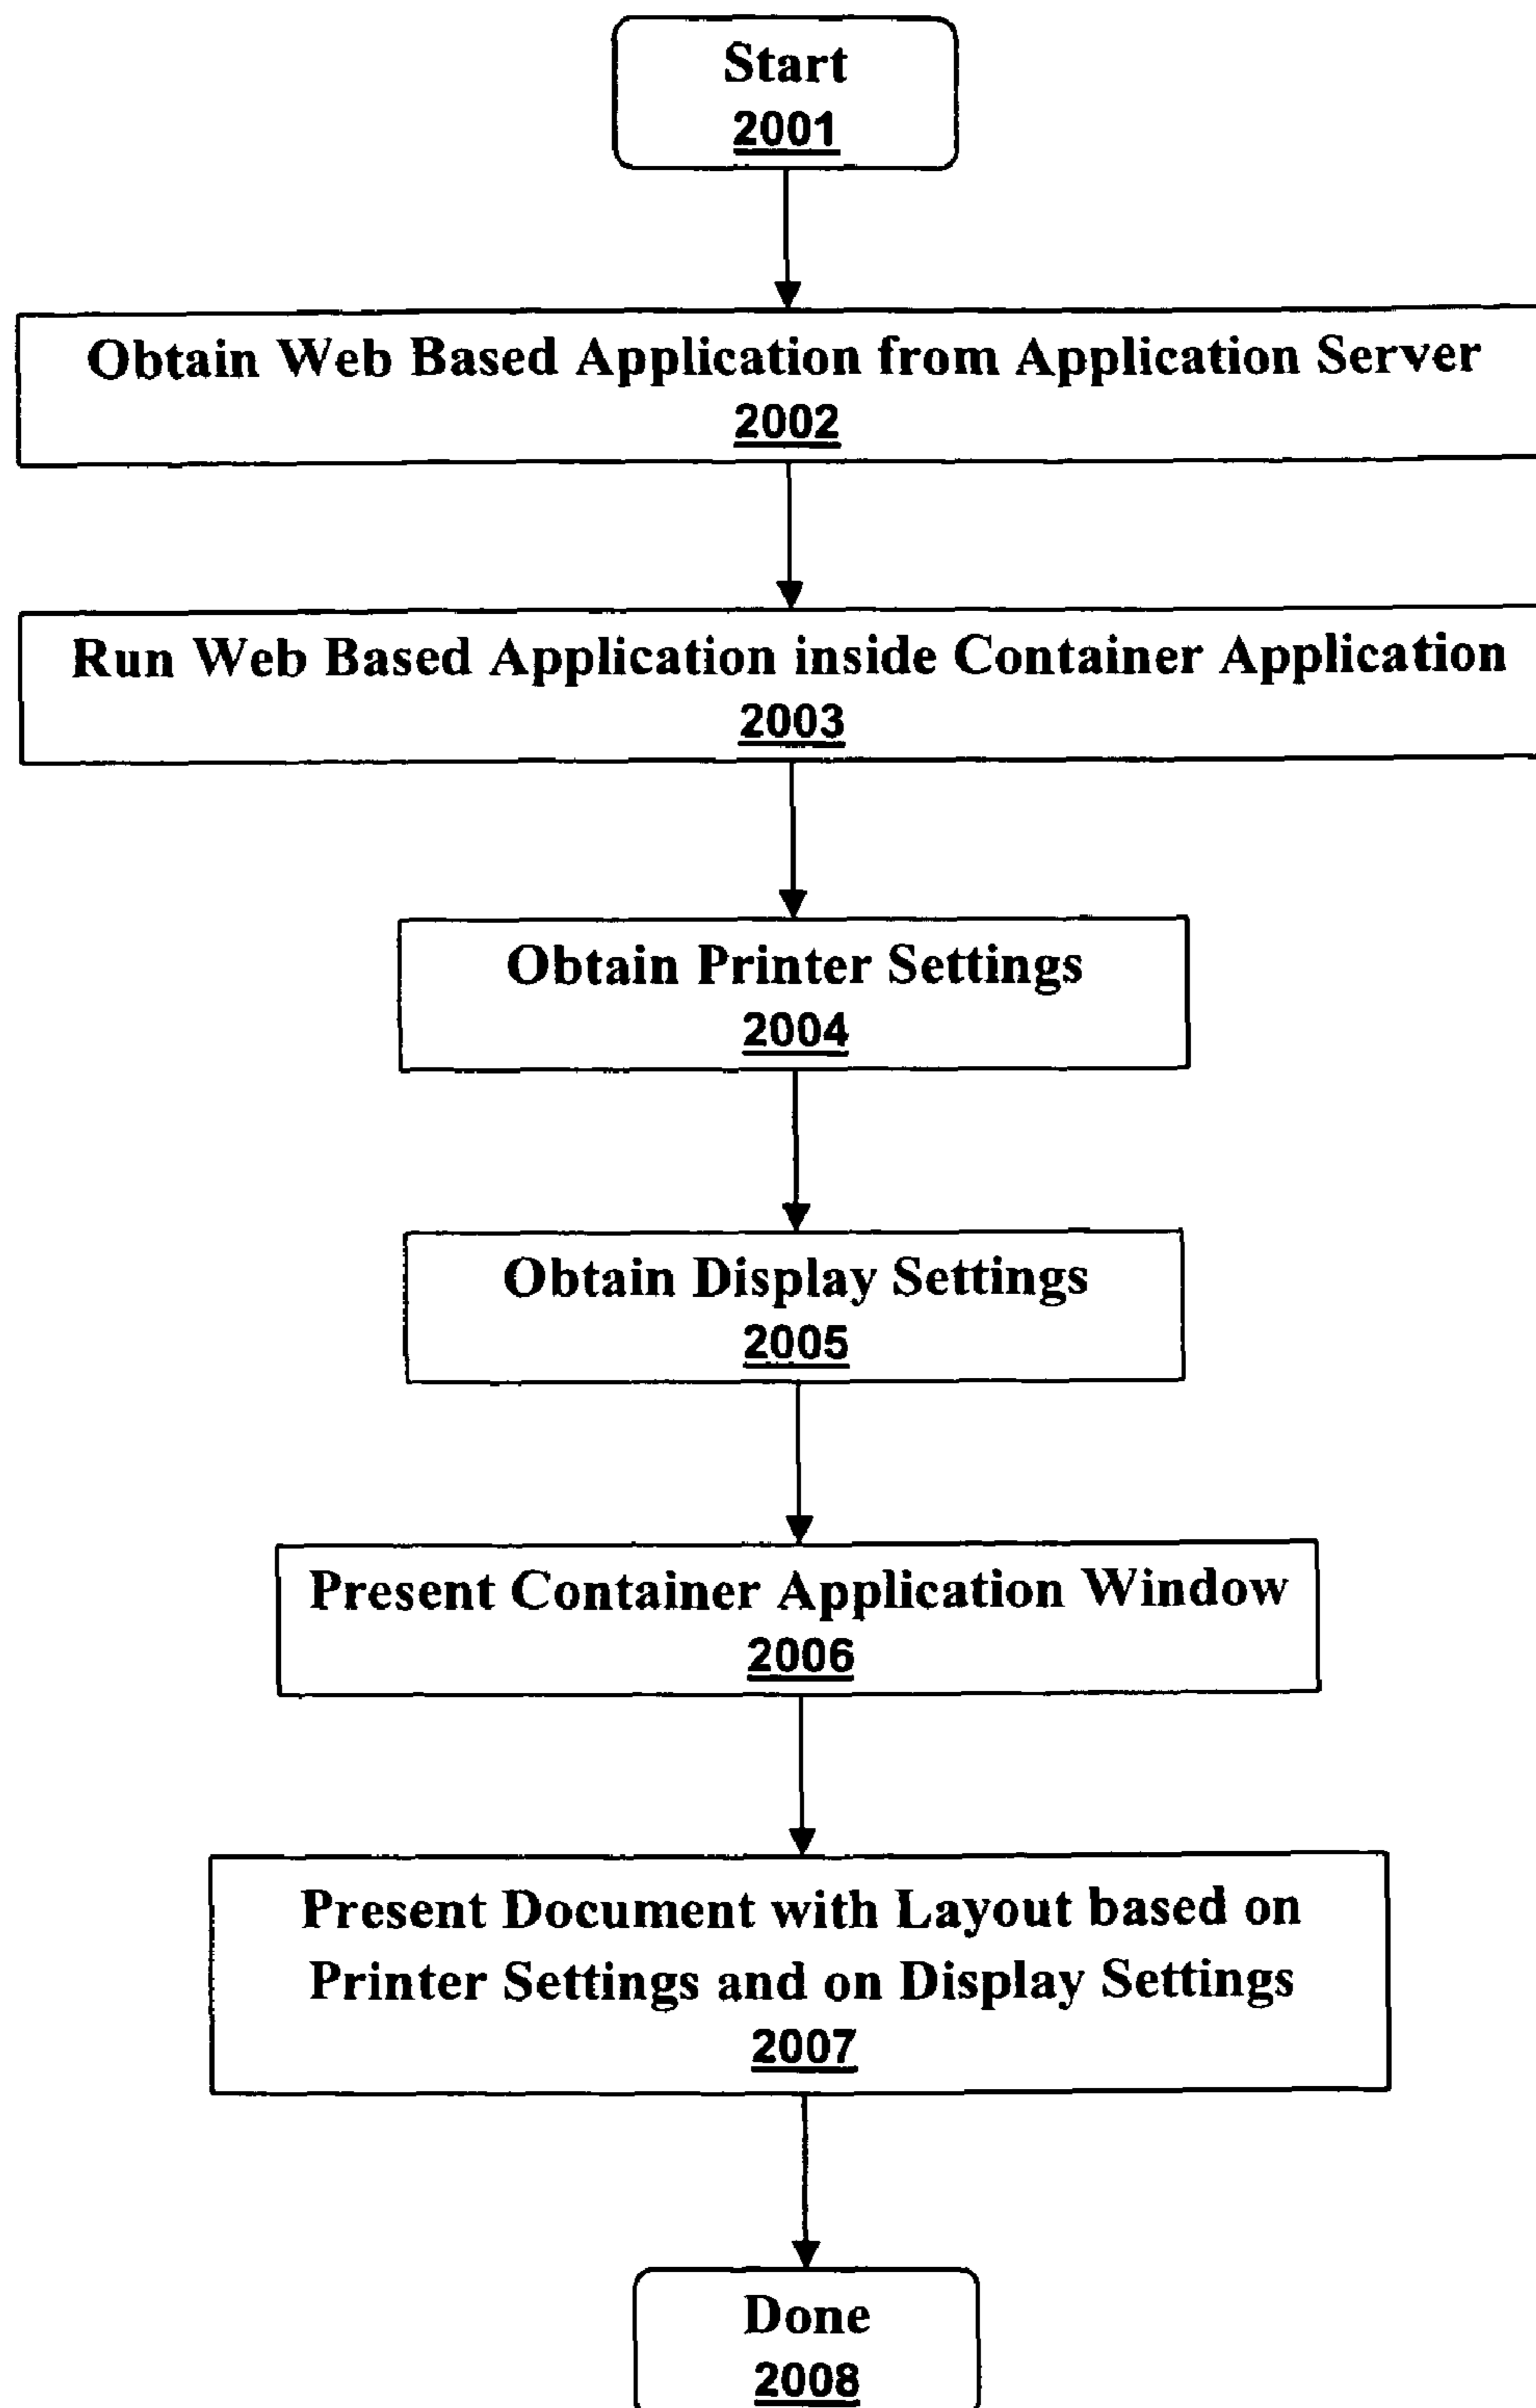 Start
2001
Obtain Web Based Application from Application Server
2002
Run Web Based Application inside Container Application
2003
Obtain Printer Settings
2004
Obtain Display Settings
2005
Present Container Application Window
2006
Present Document with Layout based on
Printer Settings and on Display Settings
2007
Done
2008